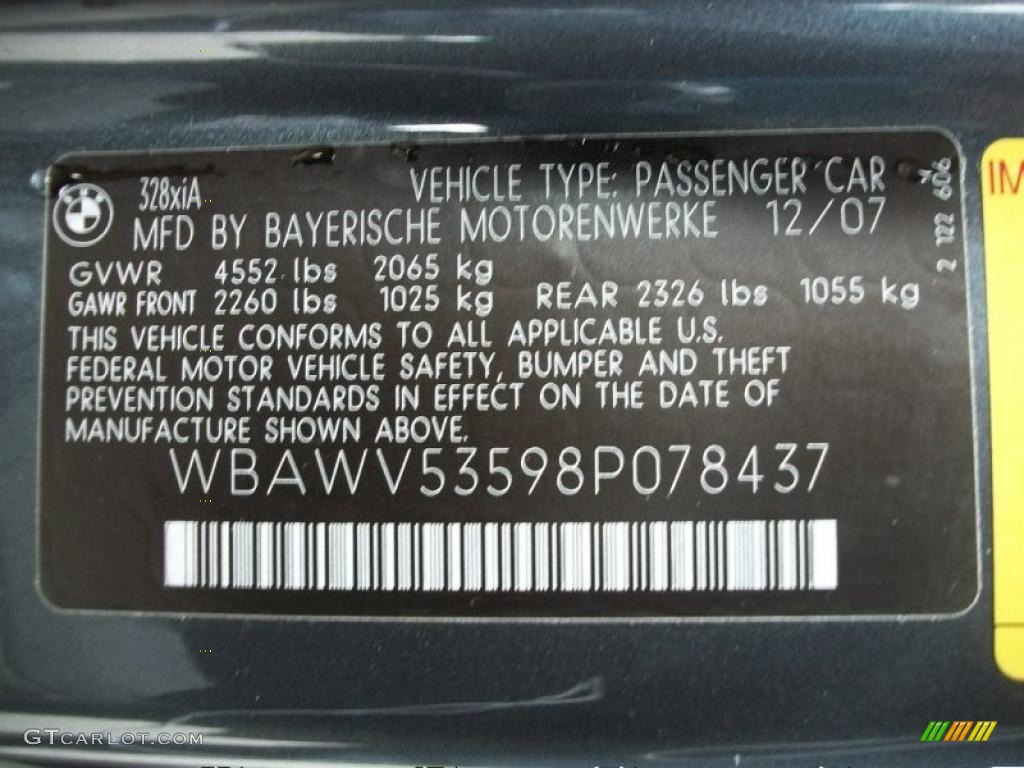 328xiA VEHICLE TYPE: PASSENGER CAR
MFD BY BAYERISCHE MOTORENWERKE 12/07
GVWR 4552 lbs 2065 kg
GAWR FRONT 2260 lbs 1025 kg REAR 2326 lbs 1055 kg
THIS VEHICLE CONFORMS TO ALL APPLICABLE U.S.
FEDERAL MOTOR VEHICLE SAFETY, BUMPER AND THEFT
PREVENTION STANDARDS IN EFFECT ON THE DATE OF
MANUFACTURE SHOWN ABOVE.
WBAWV53598P078437
2 122 606
IM
GTCARLOT.COM